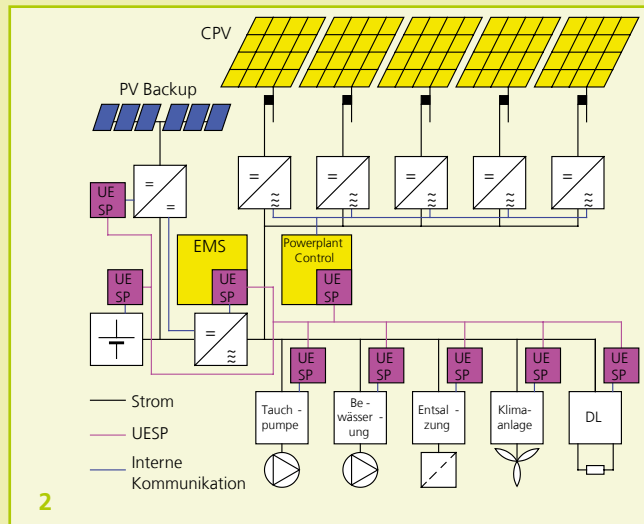 CPV
PV Backup
=
=
=
≈
=
≈
=
≈
=
≈
=
≈
UE
SP
EMS
UE
SP
Powerplant
Control
UE
SP
UE
SP
=
≈
UE
SP
UE
SP
UE
SP
UE
SP
UE
SP
Strom
UESP
Interne
Kommunikation
Tauch -
pumpe
Be -
wässer -
ung
Entsal -
zung
Klima-
anlage
DL
2